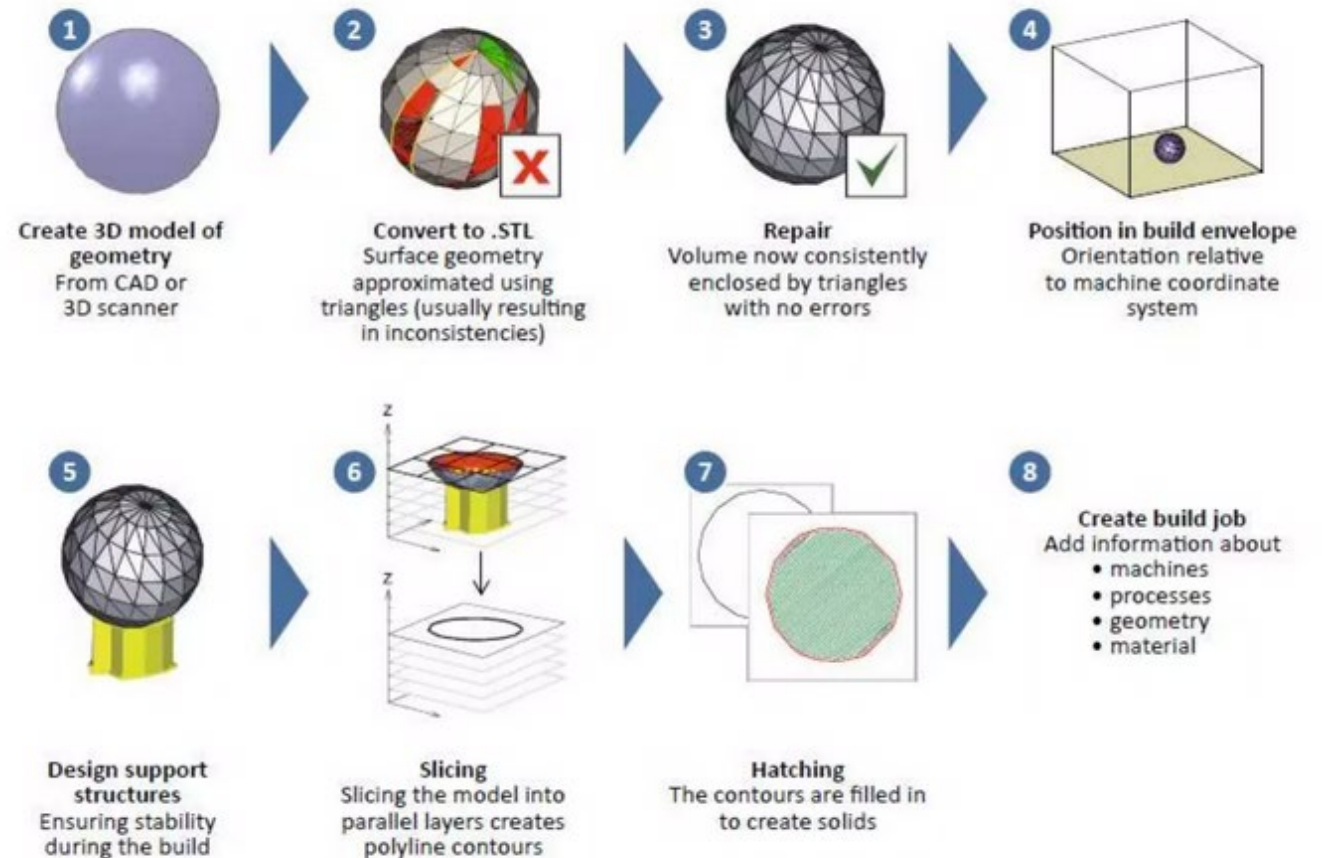 1
Create 3D model of
geometry
From CAD or
3D scanner
2
X
Convert to .STL
Surface geometry
approximated using
triangles (usually resulting
in inconsistencies)
3
Repair
Volume now consistently
enclosed by triangles
with no errors
4
Position in build envelope
Orientation relative
to machine coordinate
system
5
Design support
structures
Ensuring stability
during the build
6
Z
Z
Slicing
Slicing the model into
parallel layers creates
polyline contours
7
Hatching
The contours are filled in
to create solids
8
Create build job
Add information about
• machines
• processes
• geometry
• material